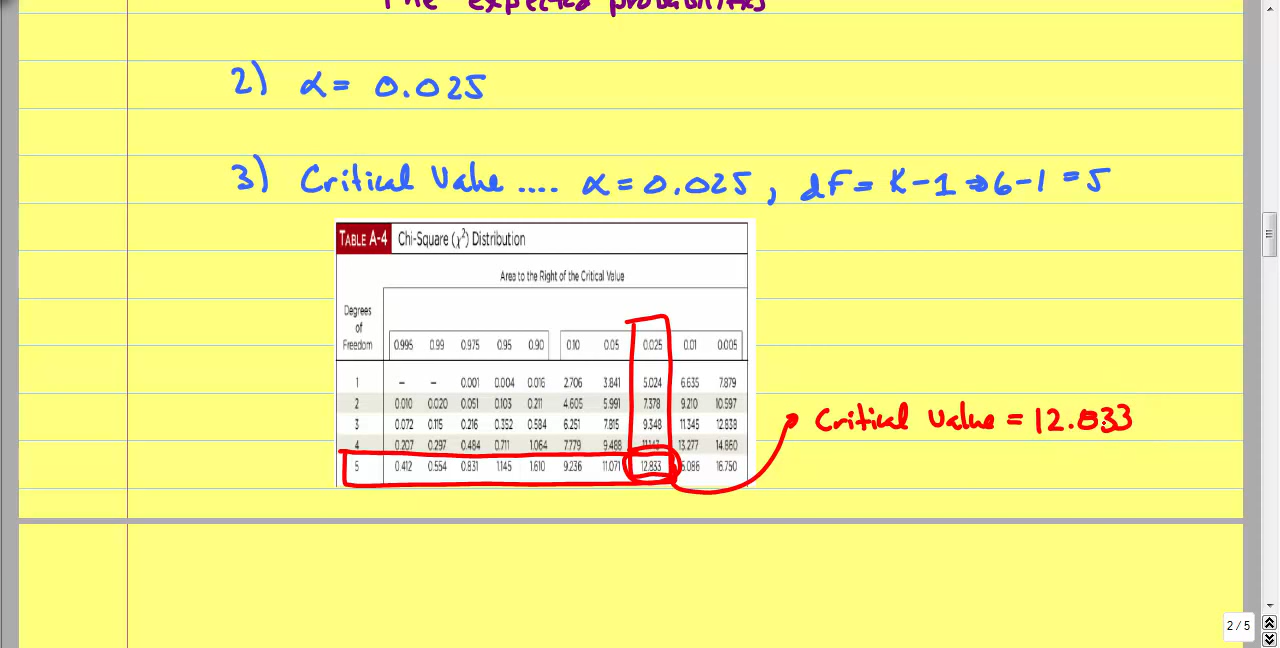 The expected probabilities
2) α = 0.025
3) Critical Value .... α = 0.025, dF = K-1 ⇒ 6-1 = 5
TABLE A-4 Chi-Square (χ²) Distribution
Area to the Right of the Critical Value
Degrees
of
Freedom 0.995 0.99 0.975 0.95 0.90 0.10 0.05 0.025 0.01 0.005
1 – – 0.001 0.004 0.016 2.706 3.841 5.024 6.635 7.879
2 0.010 0.020 0.051 0.103 0.211 4.605 5.991 7.378 9.210 10.597
3 0.072 0.115 0.216 0.352 0.584 6.251 7.815 9.348 11.345 12.838
4 0.207 0.297 0.484 0.711 1.064 7.779 9.488 11.143 13.277 14.860
5 0.412 0.554 0.831 1.145 1.610 9.236 11.071 12.833 15.086 16.750
Critical Value = 12.833
2 / 5